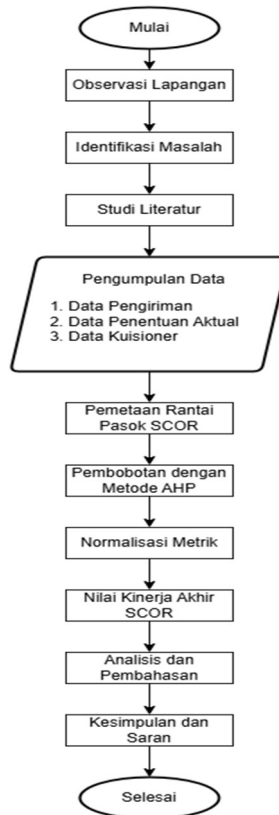 Mulai
Observasi Lapangan
Identifikasi Masalah
Studi Literatur
Pengumpulan Data
1. Data Pengiriman
2. Data Penentuan Aktual
3. Data Kuisioner
Pemetaan Rantai
Pasok SCOR
Pembobotan dengan
Metode AHP
Normalisasi Metrik
Nilai Kinerja Akhir
SCOR
Analisis dan
Pembahasan
Kesimpulan dan
Saran
Selesai